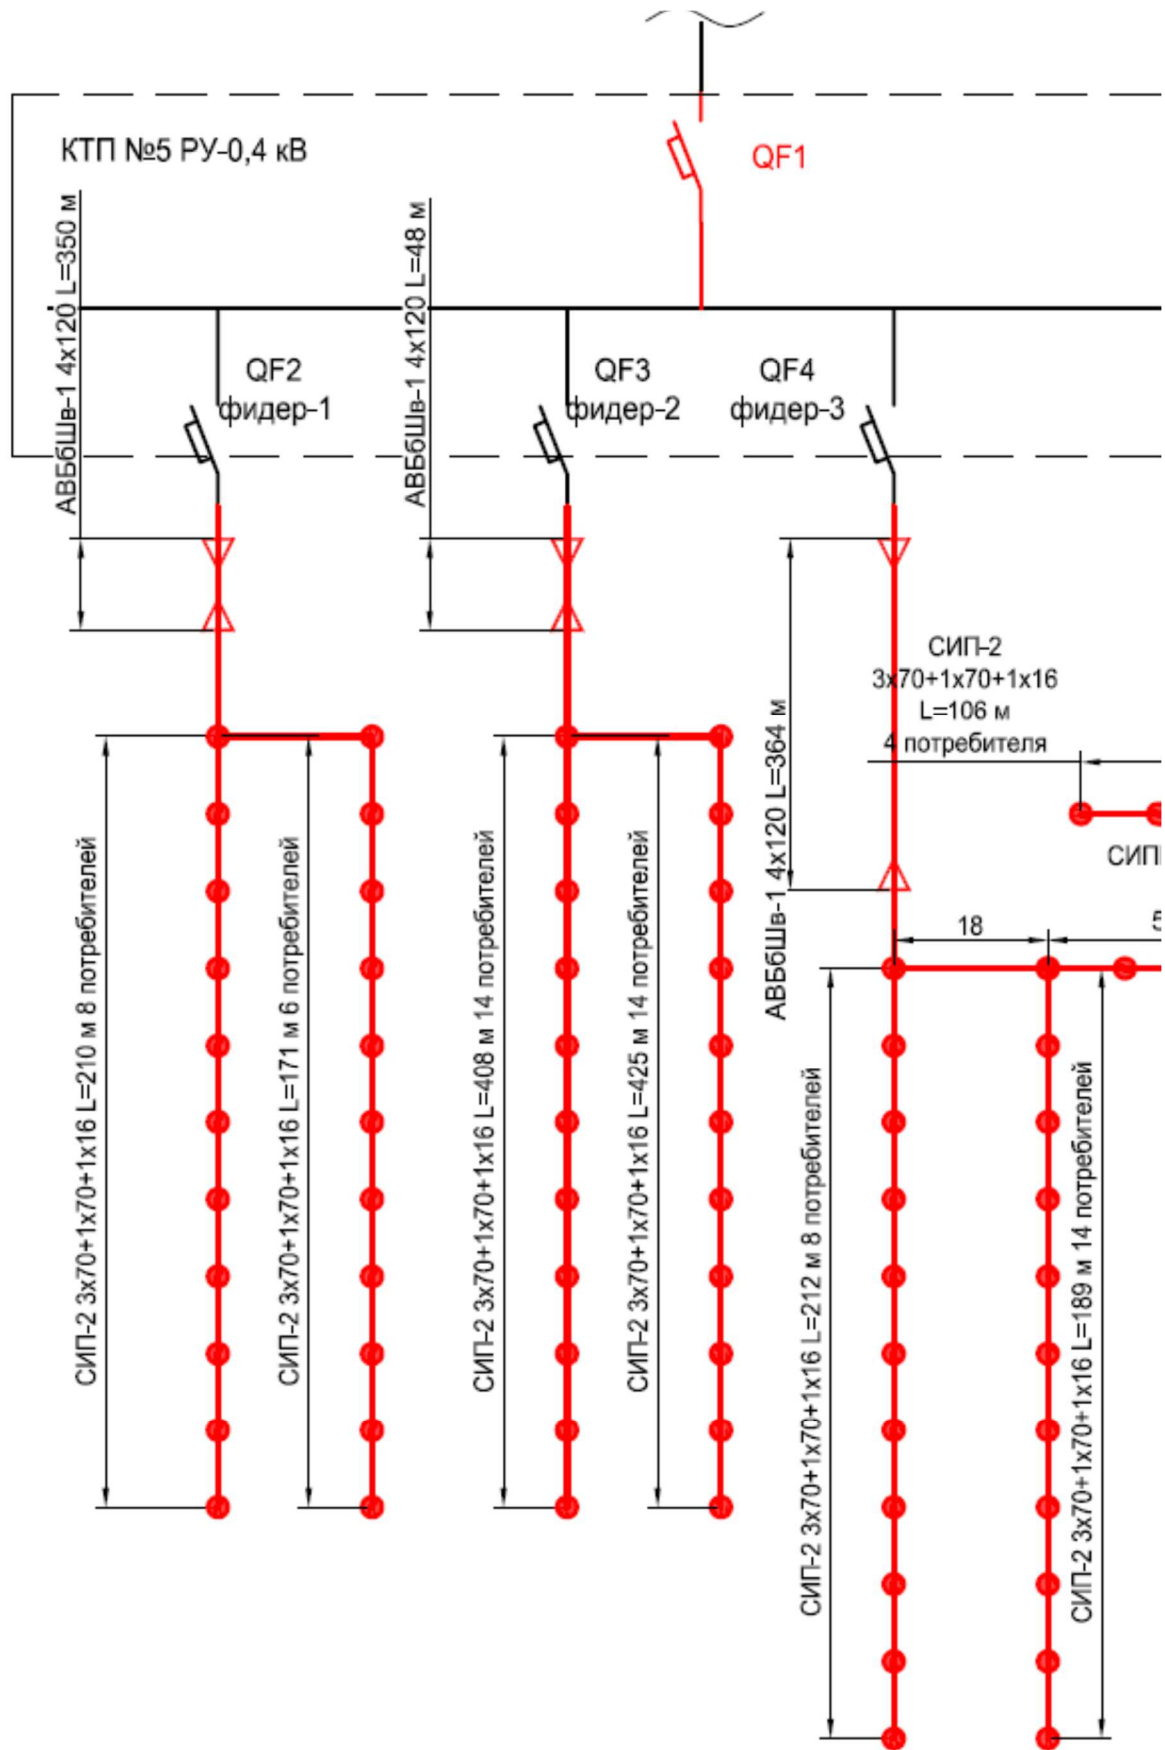 КТП №5 РУ-0,4 кВ
QF1
АВБбШв-1 4х120 L=350 м
АВБбШв-1 4х120 L=48 м
QF2
фидер-1
QF3
фидер-2
QF4
фидер-3
СИП-2
3х70+1х70+1х16
L=106 м
4 потребителя
АВБбШв-1 4х120 L=364 м
СИП
18
5
СИП-2 3х70+1х70+1х16 L=210 м 8 потребителей
СИП-2 3х70+1х70+1х16 L=171 м 6 потребителей
СИП-2 3х70+1х70+1х16 L=408 м 14 потребителей
СИП-2 3х70+1х70+1х16 L=425 м 14 потребителей
СИП-2 3х70+1х70+1х16 L=212 м 8 потребителей
СИП-2 3х70+1х70+1х16 L=189 м 14 потребителей